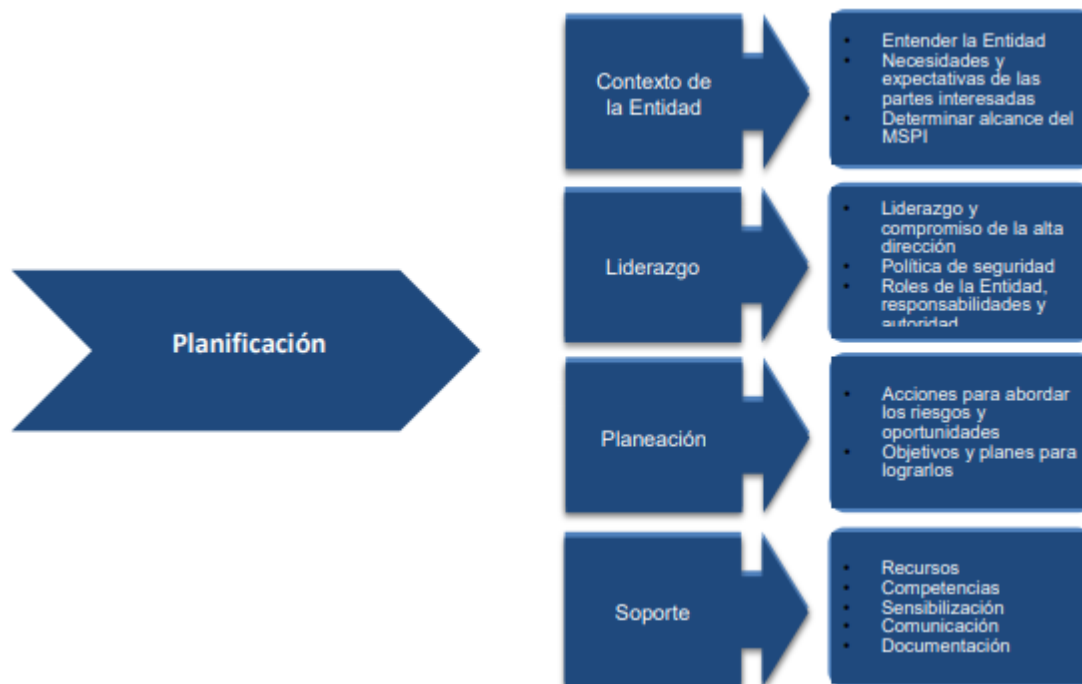 Planificación
Contexto de
la Entidad
• Entender la Entidad
• Necesidades y
expectativas de las
partes interesadas
• Determinar alcance del
MSPI
Liderazgo
• Liderazgo y
compromiso de la alta
dirección
• Política de seguridad
• Roles de la Entidad,
responsabilidades y
autoridad
Planeación
• Acciones para abordar
los riesgos y
oportunidades
• Objetivos y planes para
lograrlos
Soporte
• Recursos
• Competencias
• Sensibilización
• Comunicación
• Documentación